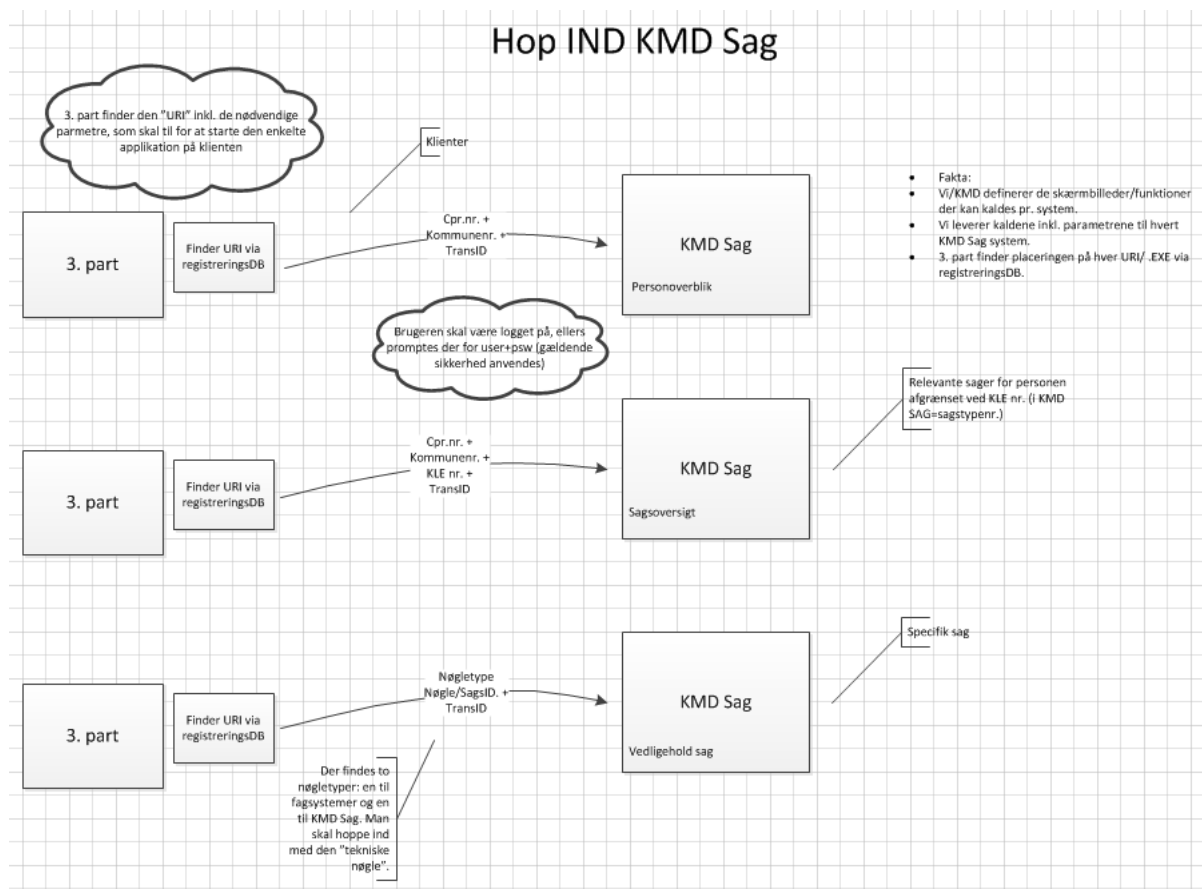 Hop IND KMD Sag
3. part finder den "URI" inkl. de nødvendige
parmetre, som skal til for at starte den enkelte
applikation på klienten
Klienter
3. part
Finder URI via
registreringsDB
Cpr.nr. +
Kommunenr. +
TransID
KMD Sag
Personoverblik
• Fakta:
• Vi/KMD definerer de skærmbilleder/funktioner
der kan kaldes pr. system.
• Vi leverer kaldene inkl. parametrene til hvert
KMD Sag system.
• 3. part finder placeringen på hver URI/ .EXE via
registreringsDB.
Brugeren skal være logget på, ellers
promptes der for user+psw (gældende
sikkerhed anvendes)
3. part
Finder URI via
registreringsDB
Cpr.nr. +
Kommunenr. +
KLE nr. +
TransID
KMD Sag
Sagsoversigt
Relevante sager for personen
afgrænset ved KLE nr. (i KMD
SAG=sagstypenr.)
3. part
Finder URI via
registreringsDB
Nøgletype
Nøgle/SagsID. +
TransID
KMD Sag
Vedligehold sag
Specifik sag
Der findes to
nøgletyper: en til
fagsystemer og en
til KMD Sag. Man
skal hoppe ind
med den "tekniske
nøgle".